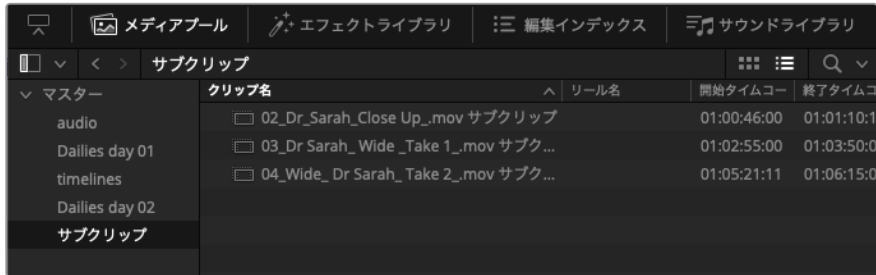 メディアプール エフェクトライブラリ 編集インデックス サウンドライブラリ
サブクリップ
マスター
audio
Dailies day 01
timelines
Dailies day 02
サブクリップ
クリップ名 リール名 開始タイムコー 終了タイムコ
02_Dr_Sarah_Close Up_.mov サブクリップ 01:00:46:00 01:01:10:1
03_Dr Sarah_ Wide _Take 1_.mov サブク... 01:02:55:00 01:03:50:0
04_Wide_ Dr Sarah_ Take 2_.mov サブク... 01:05:21:11 01:06:15:0